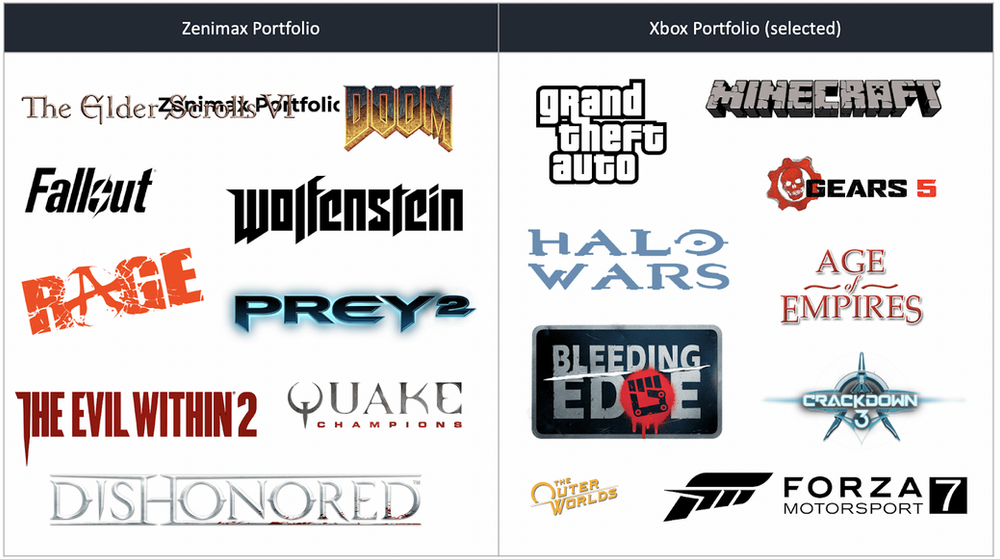 Zenimax Portfolio
Xbox Portfolio (selected)
The Elder Scrolls VI
Zenimax Portfolio
DOOM
Fallout
Wolfenstein
RAGE
PREY 2
THE EVIL WITHIN 2
QUAKE
CHAMPIONS
DISHONORED
grand
theft
auto
MINECRAFT
GEARS 5
HALO
WARS
AGE
of
EMPIRES
BLEEDING
EDGE
CRACKDOWN
3
THE
OUTER
WORLDS
FORZA
MOTORSPORT 7